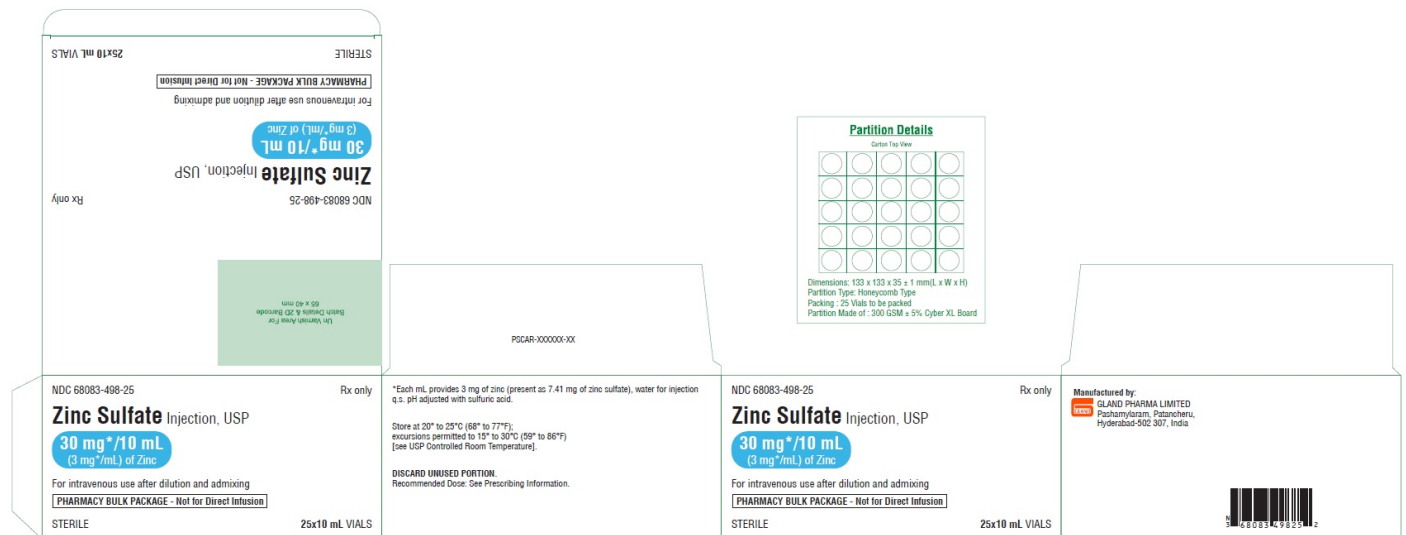 25x10 mL VIALS
STERILE
PHARMACY BULK PACKAGE - Not for Direct Infusion
For intravenous use after dilution and admixing
30 mg*/10 mL
(3 mg*/mL) of Zinc
Zinc Sulfate Injection, USP
NDC 68083-498-25
Rx only
Un Varnish Area For
Batch Details & 2D Barcode
65 x 40 mm
PSCAR-XXXXXX-XX
Partition Details
Carton Top View
Dimensions: 133 x 133 x 35 ± 1 mm(L x W x H)
Partition Type: Honeycomb Type
Packing : 25 Vials to be packed
Partition Made of : 300 GSM ± 5% Cyber XL Board
NDC 68083-498-25
Rx only
Zinc Sulfate Injection, USP
30 mg*/10 mL
(3 mg*/mL) of Zinc
For intravenous use after dilution and admixing
PHARMACY BULK PACKAGE - Not for Direct Infusion
STERILE
25x10 mL VIALS
*Each mL provides 3 mg of zinc (present as 7.41 mg of zinc sulfate), water for injection
q.s. pH adjusted with sulfuric acid.
Store at 20° to 25°C (68° to 77°F);
excursions permitted to 15° to 30°C (59° to 86°F)
[see USP Controlled Room Temperature].
DISCARD UNUSED PORTION.
Recommended Dose: See Prescribing Information.
NDC 68083-498-25
Rx only
Zinc Sulfate Injection, USP
30 mg*/10 mL
(3 mg*/mL) of Zinc
For intravenous use after dilution and admixing
PHARMACY BULK PACKAGE - Not for Direct Infusion
STERILE
25x10 mL VIALS
Manufactured by:
GLAND
GLAND PHARMA LIMITED
Pashamylaram, Patancheru,
Hyderabad-502 307, India
N
3 68083 49825 2